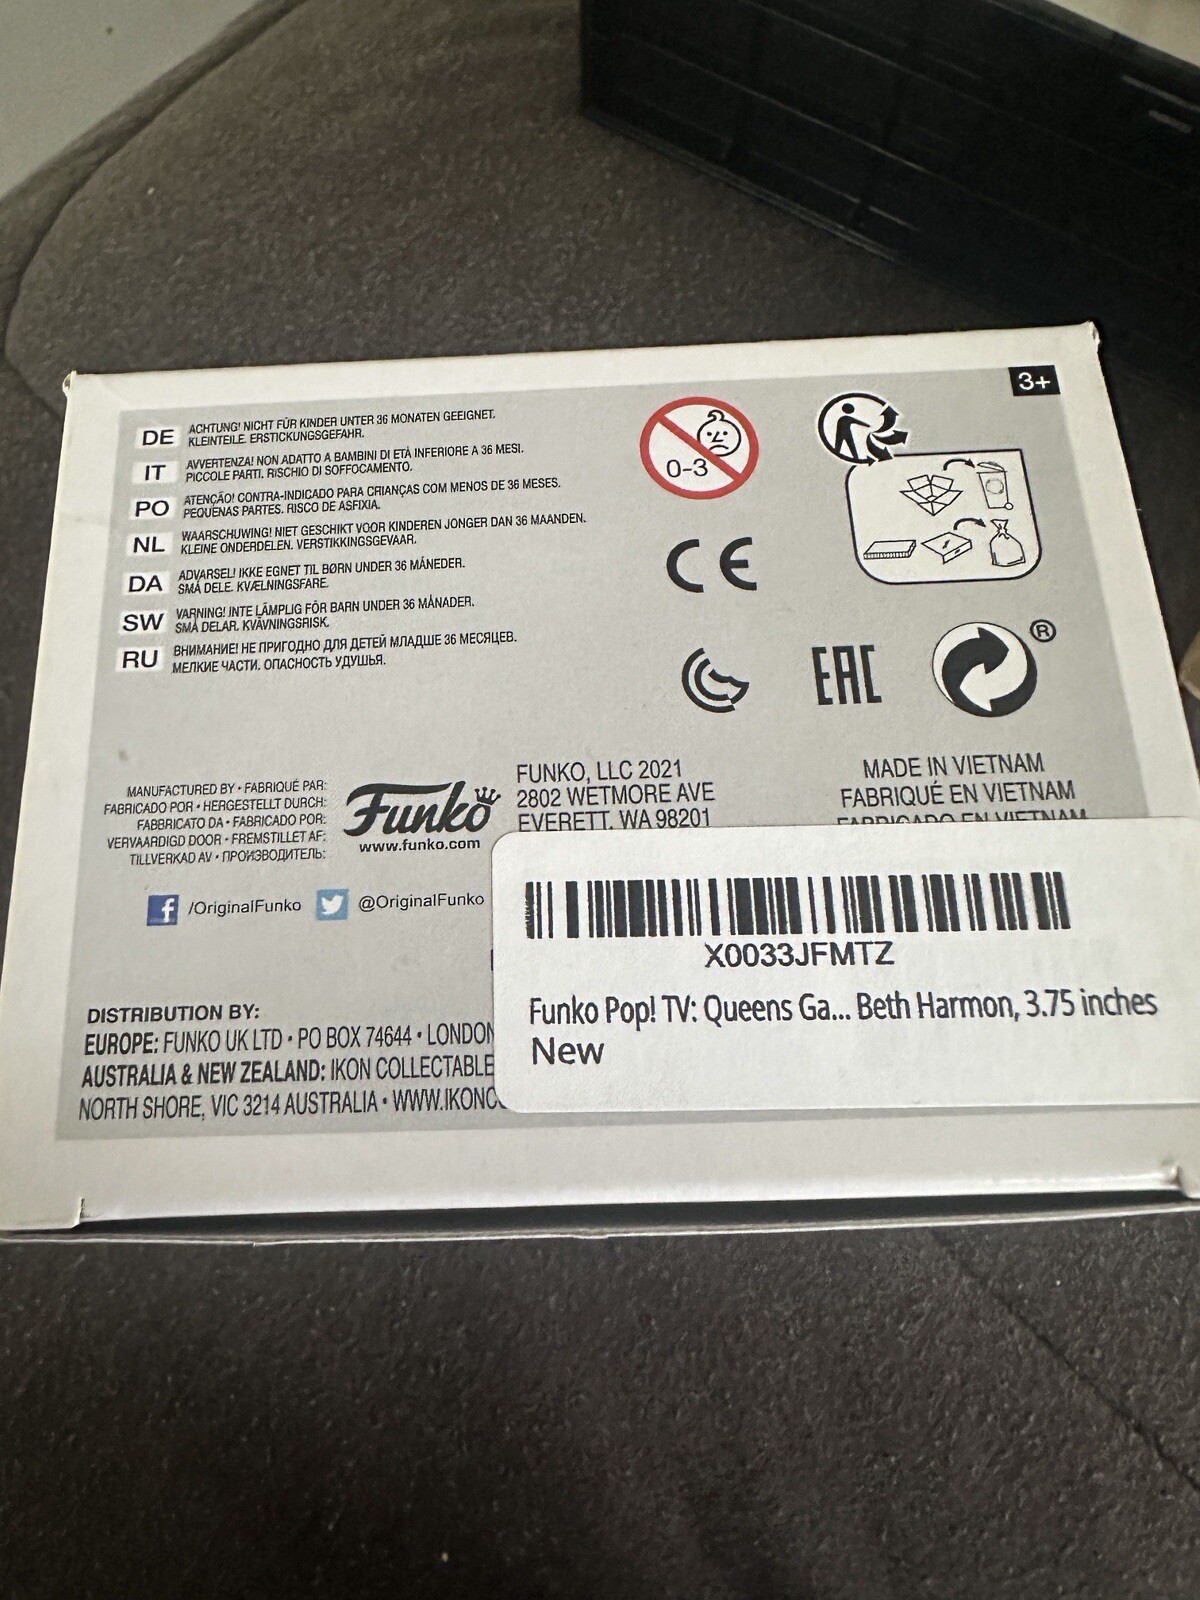 3+
DE ACHTUNG! NICHT FÜR KINDER UNTER 36 MONATEN GEEIGNET.
KLEINTEILE. ERSTICKUNGSGEFAHR.
IT AVVERTENZA! NON ADATTO A BAMBINI DI ETÀ INFERIORE A 36 MESI.
PICCOLE PARTI. RISCHIO DI SOFFOCAMENTO.
PO ATENÇÃO! CONTRA-INDICADO PARA CRIANÇAS COM MENOS DE 36 MESES.
PEQUENAS PARTES. RISCO DE ASFIXIA.
NL WAARSCHUWING! NIET GESCHIKT VOOR KINDEREN JONGER DAN 36 MAANDEN.
KLEINE ONDERDELEN. VERSTIKKINGSGEVAAR.
DA ADVARSEL! IKKE EGNET TIL BØRN UNDER 36 MÅNEDER.
SMÅ DELE. KVÆLNINGSFARE.
SW VARNING! INTE LÄMPLIG FÖR BARN UNDER 36 MÅNADER.
SMÅ DELAR. KVÄVNINGSRISK.
RU ВНИМАНИЕ! НЕ ПРИГОДНО ДЛЯ ДЕТЕЙ МЛАДШЕ 36 МЕСЯЦЕВ.
МЕЛКИЕ ЧАСТИ. ОПАСНОСТЬ УДУШЬЯ.
0-3
CE
EAC
®
MANUFACTURED BY • FABRIQUÉ PAR:
FABRICADO POR • HERGESTELLT DURCH:
FABBRICATO DA • FABRICADO POR:
VERVAARDIGD DOOR • FREMSTILLET AF:
TILLVERKAD AV • ПРОИЗВОДИТЕЛЬ:
Funko
www.funko.com
FUNKO, LLC 2021
2802 WETMORE AVE
EVERETT, WA 98201
MADE IN VIETNAM
FABRIQUÉ EN VIETNAM
FABRICADO EN VIETNAM
f /OriginalFunko @OriginalFunko
X0033JFMTZ
Funko Pop! TV: Queens Ga... Beth Harmon, 3.75 inches
New
DISTRIBUTION BY:
EUROPE: FUNKO UK LTD • PO BOX 74644 • LONDON
AUSTRALIA & NEW ZEALAND: IKON COLLECTABLE
NORTH SHORE, VIC 3214 AUSTRALIA • WWW.IKONC